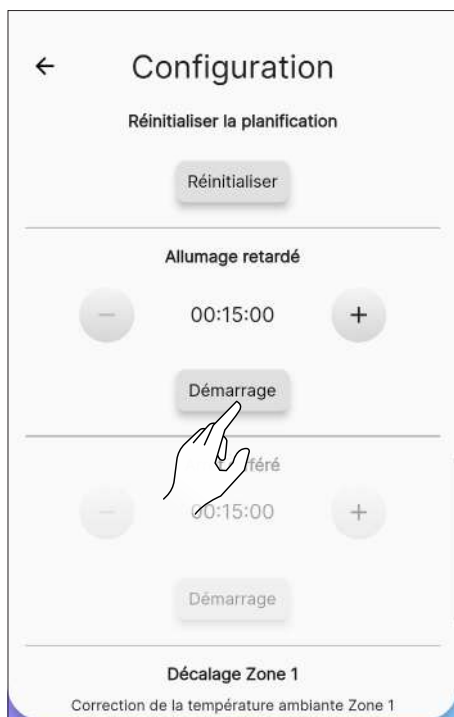 Configuration
Réinitialiser la planification
Réinitialiser
Allumage retardé
− 00:15:00 +
Démarrage
féré
− 00:15:00 +
Démarrage
Décalage Zone 1
Correction de la température ambiante Zone 1